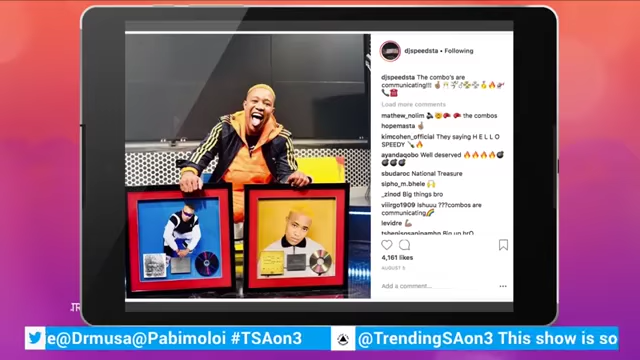 djspeedsta • Following
djspeedsta The combo's are
communicating!!!
Load more comments
mathew_nolim the combos
hopemasta
kimcohen_official They saying H E L L O
SPEEDY
ayandaqobo Well deserved
sbudaroc National Treasure
sipho_m.bhele
_zinod Big things bro
viiirgo1909 Ishuuu ???combos are
communicating
levidre
4,161 likes
AUGUST 5
Add a comment...
e@Drmusa@Pabimoloi #TSAon3
@TrendingSAon3 This show is so